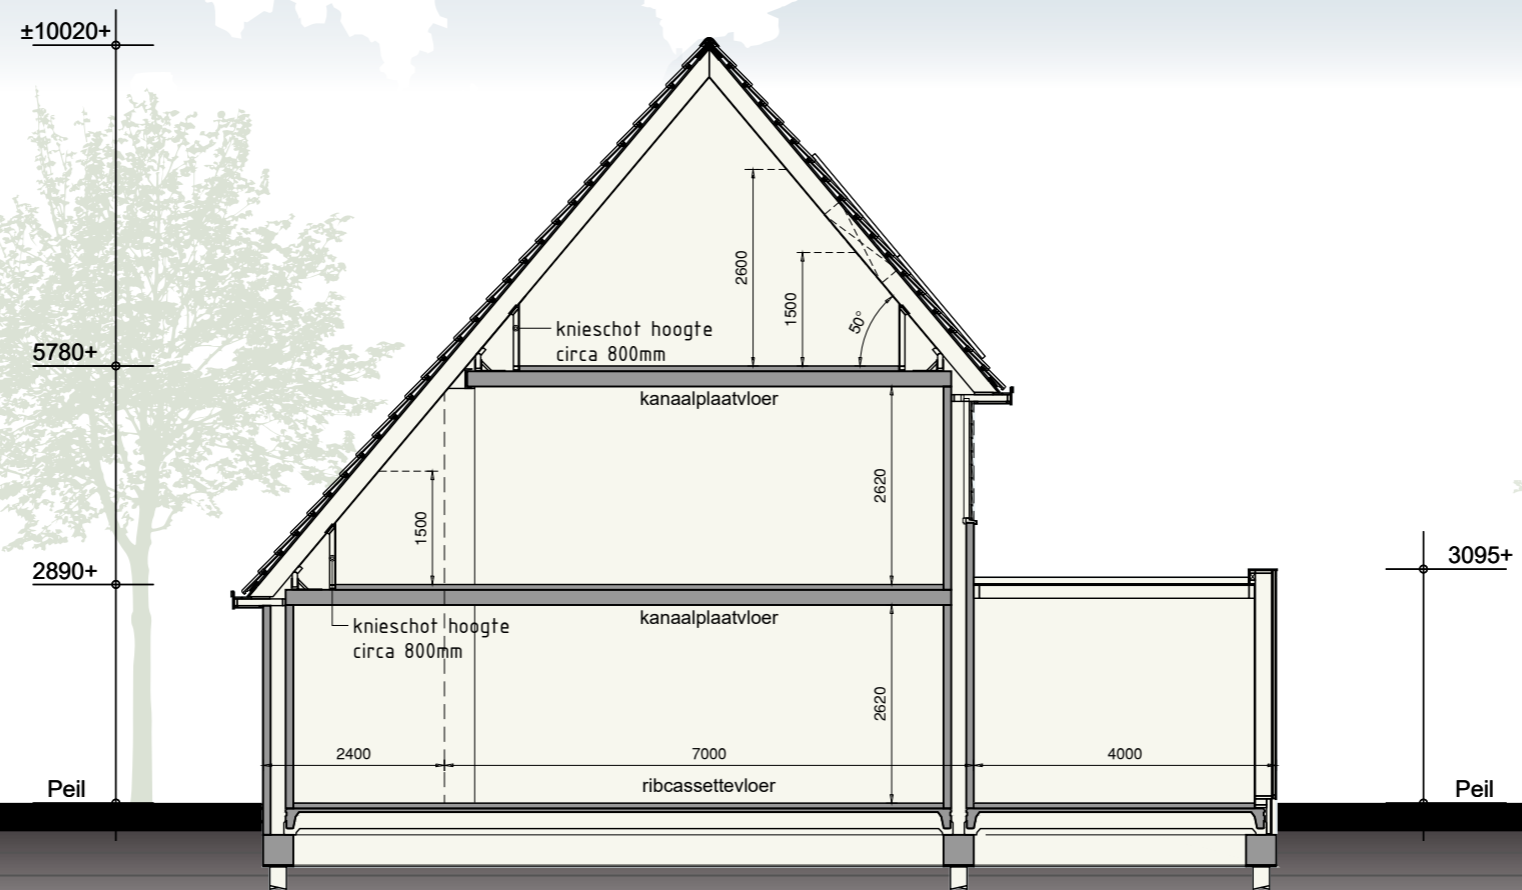 ±10020+
2600
1500
50°
knieschot hoogte
circa 800mm
5780+
kanaalplaatvloer
2620
1500
3095+
2890+
kanaalplaatvloer
knieschot hoogte
circa 800mm
2620
2400
7000
4000
Peil
ribcassettevloer
Peil